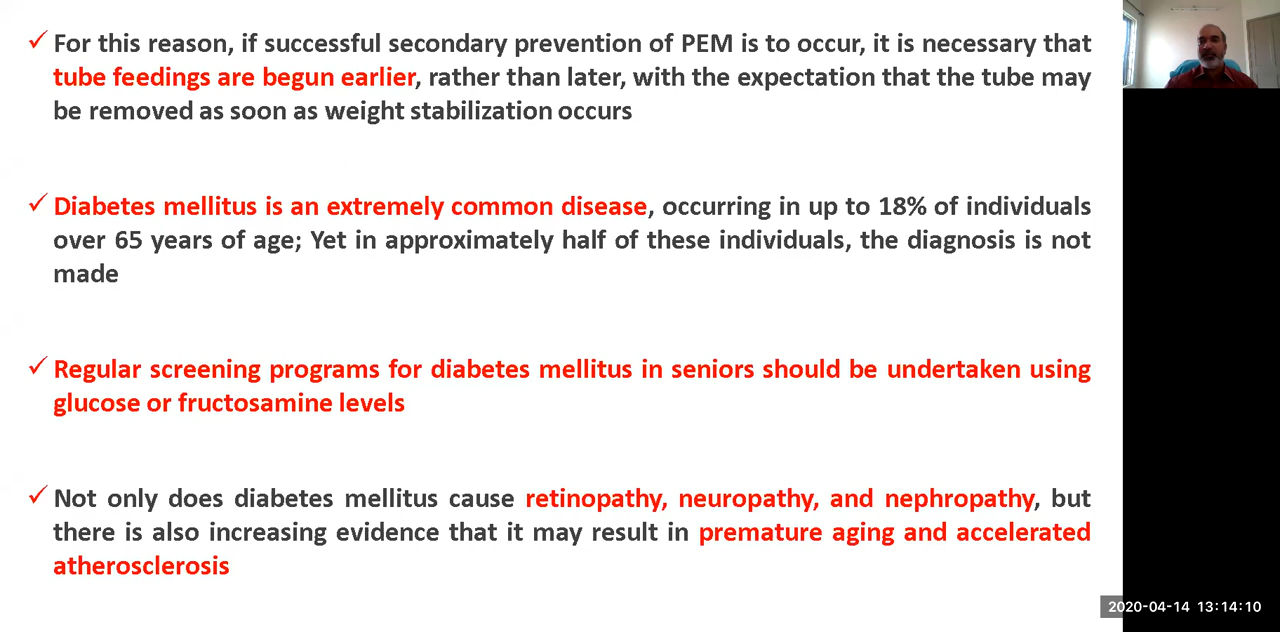 ✓ For this reason, if successful secondary prevention of PEM is to occur, it is necessary that
tube feedings are begun earlier, rather than later, with the expectation that the tube may
be removed as soon as weight stabilization occurs
✓ Diabetes mellitus is an extremely common disease, occurring in up to 18% of individuals
over 65 years of age; Yet in approximately half of these individuals, the diagnosis is not
made
✓ Regular screening programs for diabetes mellitus in seniors should be undertaken using
glucose or fructosamine levels
✓ Not only does diabetes mellitus cause retinopathy, neuropathy, and nephropathy, but
there is also increasing evidence that it may result in premature aging and accelerated
atherosclerosis
2020-04-14 13:14:10